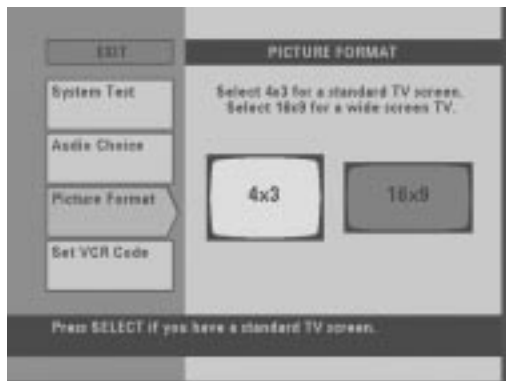 EXIT
PICTURE FORMAT
System Test
Select 4x3 for a standard TV screen.
Select 16x9 for a wide screen TV.
Audio Choice
Picture Format
4x3
16x9
Set VCR Code
Press SELECT if you have a standard TV screen.